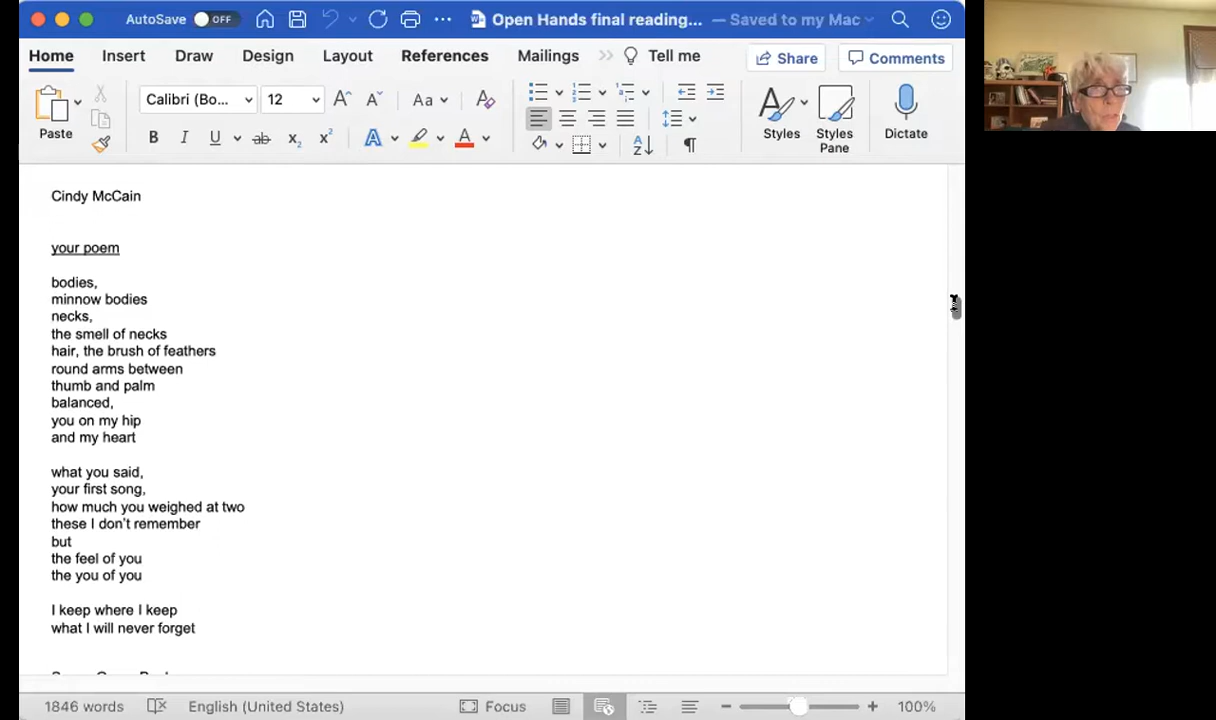 AutoSave OFF Open Hands final reading... — Saved to my Mac
Home Insert Draw Design Layout References Mailings Tell me Share Comments
Paste Calibri (Bo... 12 Aa Styles Styles Pane Dictate
B I U ab x₂ x² A A
Cindy McCain
your poem
bodies,
minnow bodies
necks,
the smell of necks
hair, the brush of feathers
round arms between
thumb and palm
balanced,
you on my hip
and my heart
what you said,
your first song,
how much you weighed at two
these I don't remember
but
the feel of you
the you of you
I keep where I keep
what I will never forget
1846 words English (United States) Focus 100%